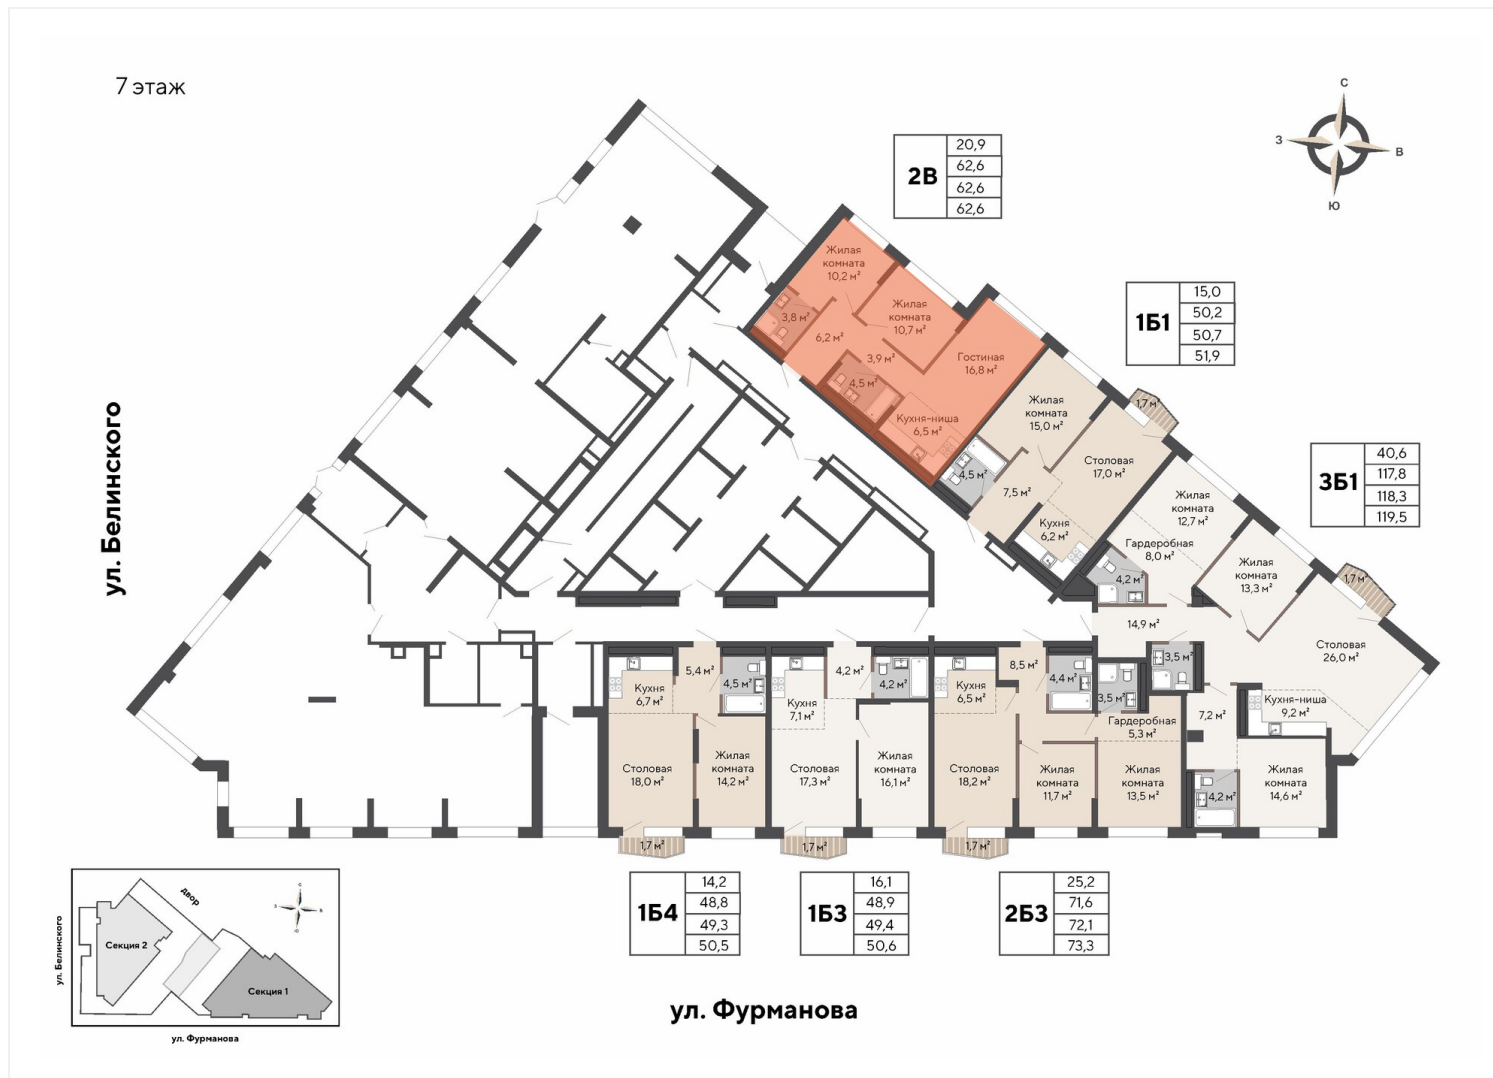 7 этаж
С
З
В
Ю
2В
20,9
62,6
62,6
62,6
1Б1
15,0
50,2
50,7
51,9
3Б1
40,6
117,8
118,3
119,5
ул. Белинского
Жилая
комната
10,2 м²
Жилая
комната
10,7 м²
3,8 м²
6,2 м²
3,9 м²
4,5 м²
Гостиная
16,8 м²
Кухня-ниша
6,5 м²
Жилая
комната
15,0 м²
1,7 м²
Столовая
17,0 м²
4,5 м²
7,5 м²
Кухня
6,2 м²
Жилая
комната
12,7 м²
Гардеробная
8,0 м²
4,2 м²
Жилая
комната
13,3 м²
1,7 м²
14,9 м²
3,5 м²
Столовая
26,0 м²
Кухня-ниша
9,2 м²
7,2 м²
4,2 м²
Жилая
комната
14,6 м²
5,4 м²
4,5 м²
Кухня
6,7 м²
Столовая
18,0 м²
Жилая
комната
14,2 м²
1,7 м²
4,2 м²
4,2 м²
Кухня
7,1 м²
Столовая
17,3 м²
Жилая
комната
16,1 м²
1,7 м²
8,5 м²
4,4 м²
3,5 м²
Кухня
6,5 м²
Гардеробная
5,3 м²
Столовая
18,2 м²
Жилая
комната
11,7 м²
Жилая
комната
13,5 м²
1,7 м²
1Б4
14,2
48,8
49,3
50,5
1Б3
16,1
48,9
49,4
50,6
2Б3
25,2
71,6
72,1
73,3
ул. Фурманова
двор
ул. Белинского
Секция 2
Секция 1
ул. Фурманова